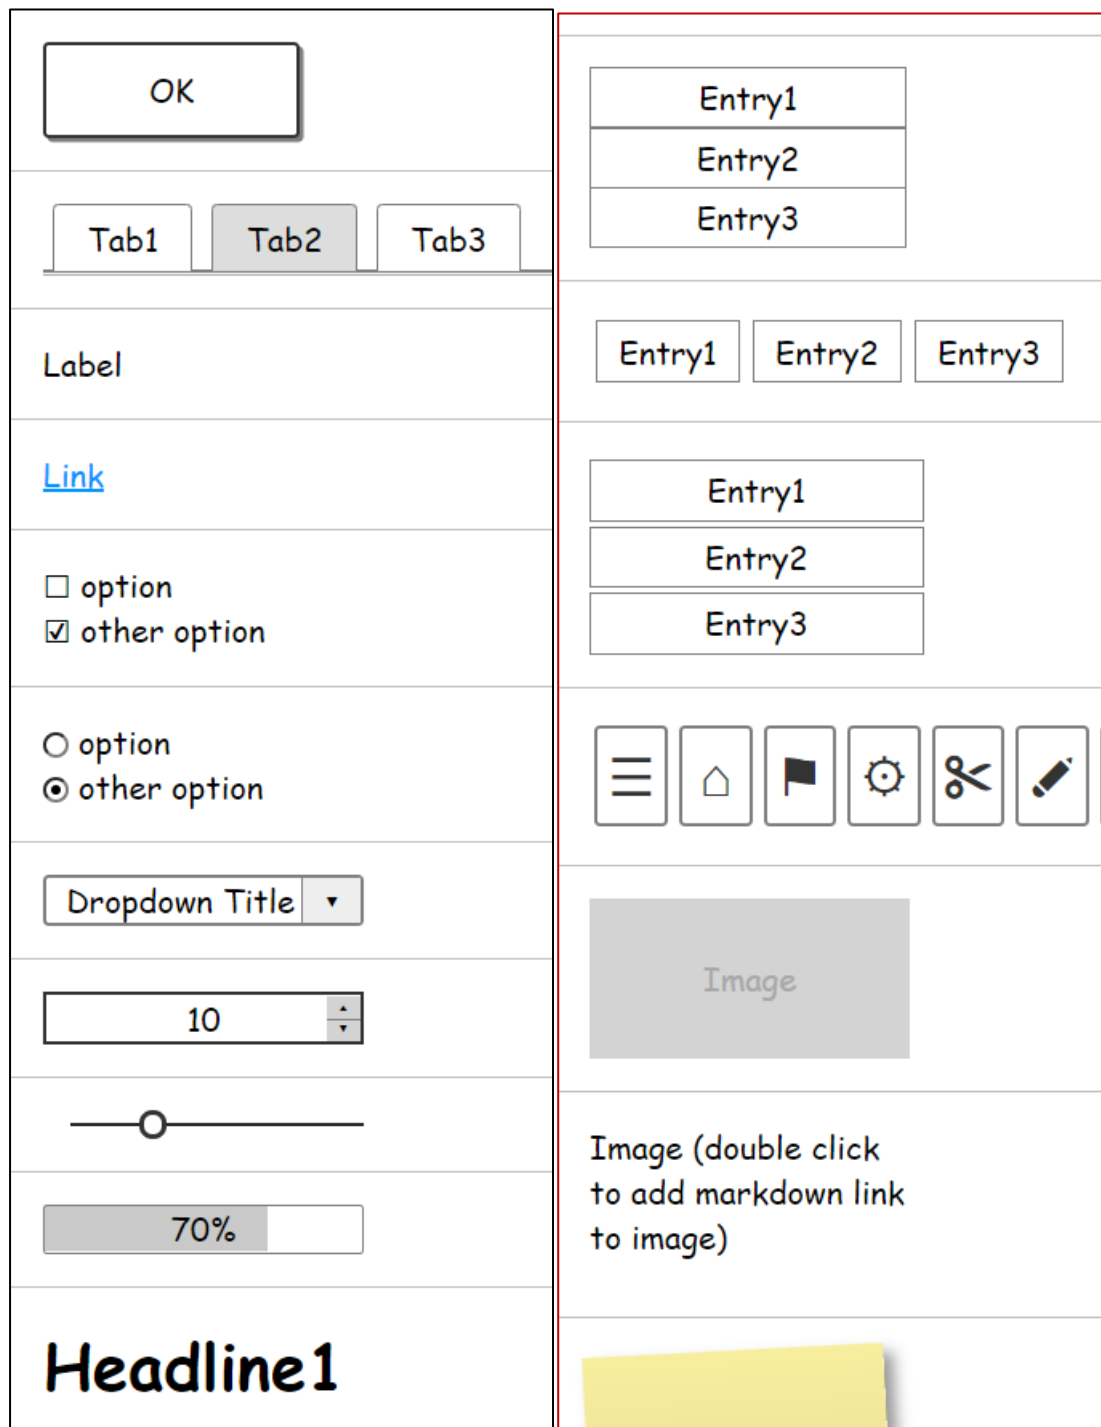 OK
Tab1 Tab2 Tab3
Label
Link
option
other option
option
other option
Dropdown Title
10
70%
Headline1
Entry1
Entry2
Entry3
Entry1 Entry2 Entry3
Entry1
Entry2
Entry3
Image
Image (double click
to add markdown link
to image)